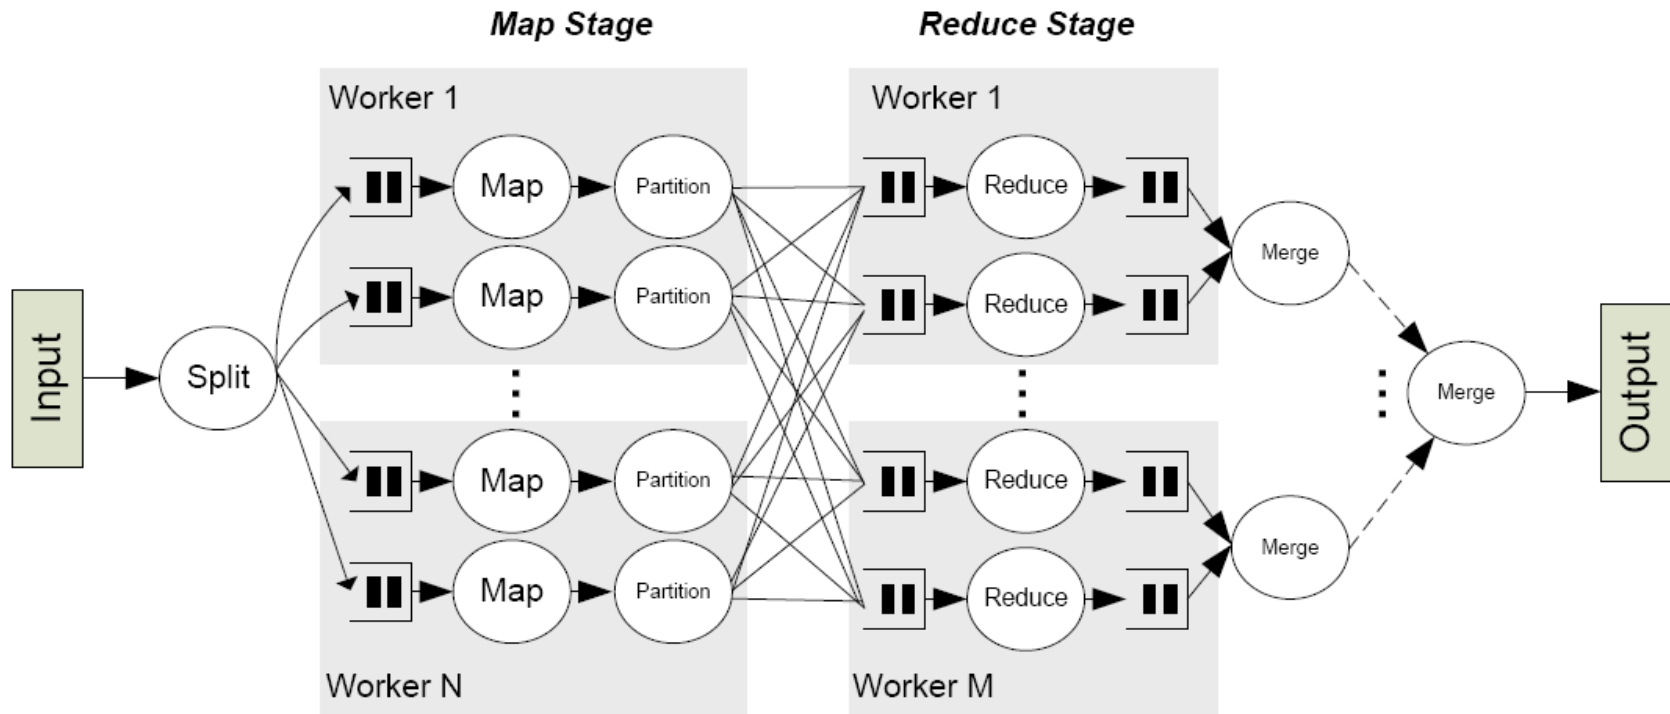 Map Stage
Reduce Stage
Worker 1
Worker 1
Map
Partition
Reduce
Map
Partition
Reduce
Merge
Input
Split
Merge
Output
Map
Partition
Reduce
Merge
Map
Partition
Reduce
Worker N
Worker M